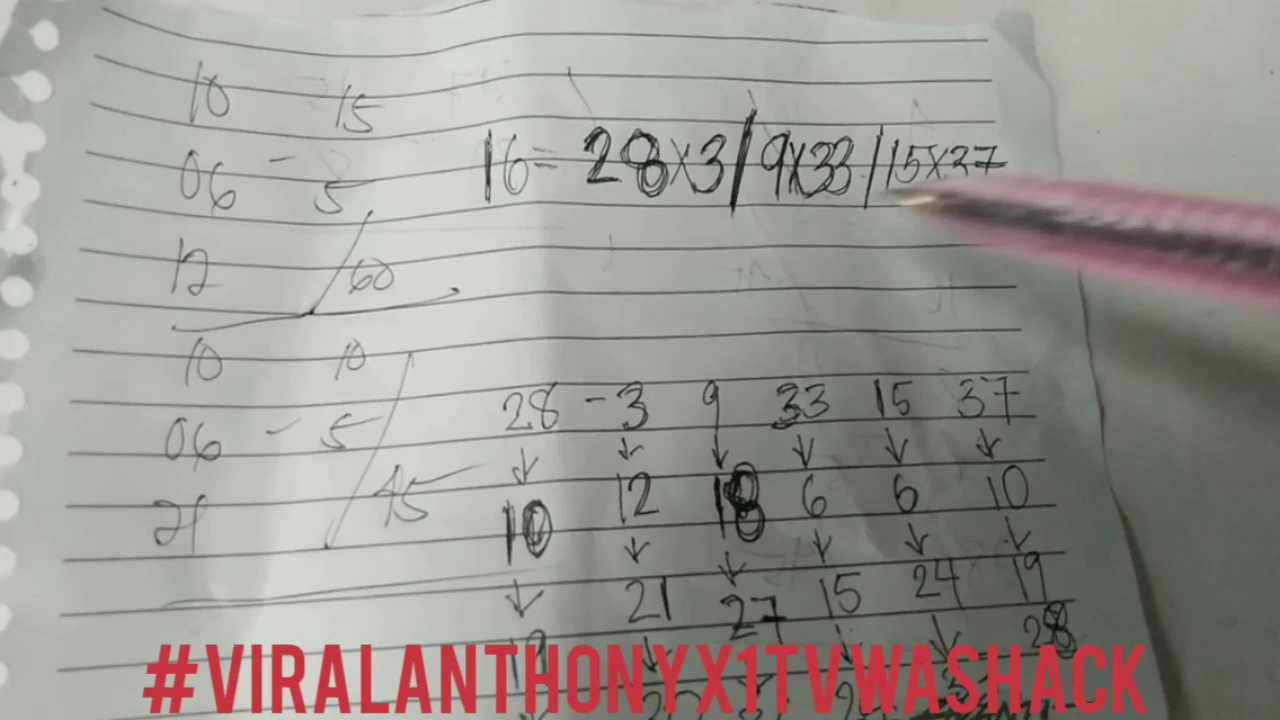 10 15
06 - 5
12 / 60
10 10
06 - 5
21 / 45
16 = 28x3 / 9x33 / 15x37
28 - 3 9 33 15 37
↓ ↓ ↓ ↓ ↓ ↓
10 12 18 6 6 10
↓ ↓ ↓ ↓ ↓ ↓
21 27 15 24 19
19 28
#VIRALANTHONYX1TVWASHACK